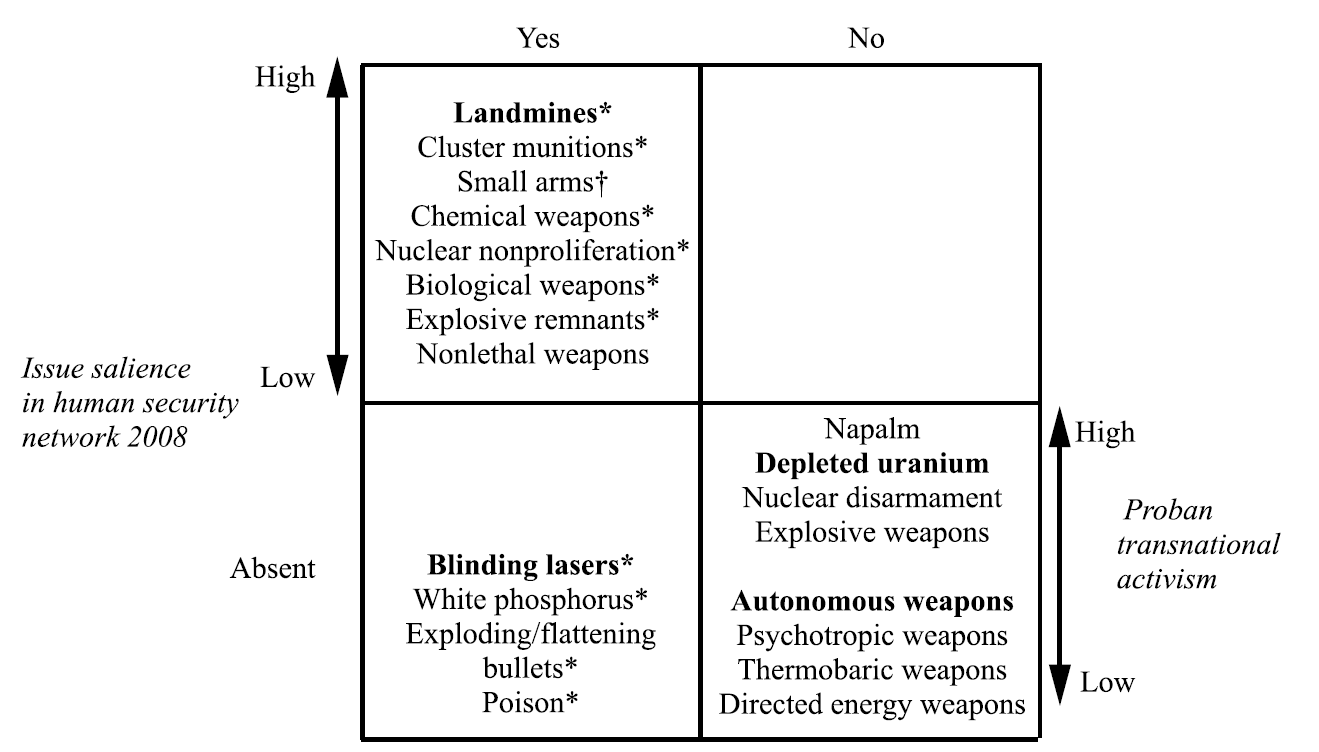 Yes
No
High
Landmines*
Cluster munitions*
Small arms†
Chemical weapons*
Nuclear nonproliferation*
Biological weapons*
Explosive remnants*
Nonlethal weapons
Low
Issue salience
in human security
network 2008
Absent
Blinding lasers*
White phosphorus*
Exploding/flattening
bullets*
Poison*
Napalm
Depleted uranium
Nuclear disarmament
Explosive weapons
Autonomous weapons
Psychotropic weapons
Thermobaric weapons
Directed energy weapons
High
Proban
transnational
activism
Low